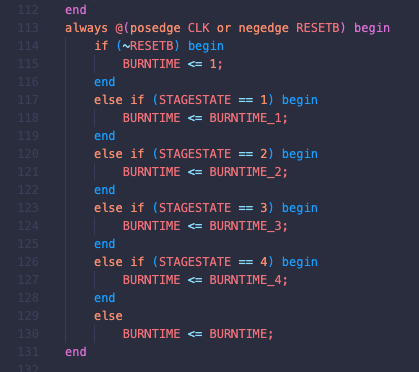 112 end
113 always @(posedge CLK or negedge RESETB) begin
114 if (~RESETB) begin
115 BURNTIME <= 1;
116 end
117 else if (STAGESTATE == 1) begin
118 BURNTIME <= BURNTIME_1;
119 end
120 else if (STAGESTATE == 2) begin
121 BURNTIME <= BURNTIME_2;
122 end
123 else if (STAGESTATE == 3) begin
124 BURNTIME <= BURNTIME_3;
125 end
126 else if (STAGESTATE == 4) begin
127 BURNTIME <= BURNTIME_4;
128 end
129 else
130 BURNTIME <= BURNTIME;
131 end
132